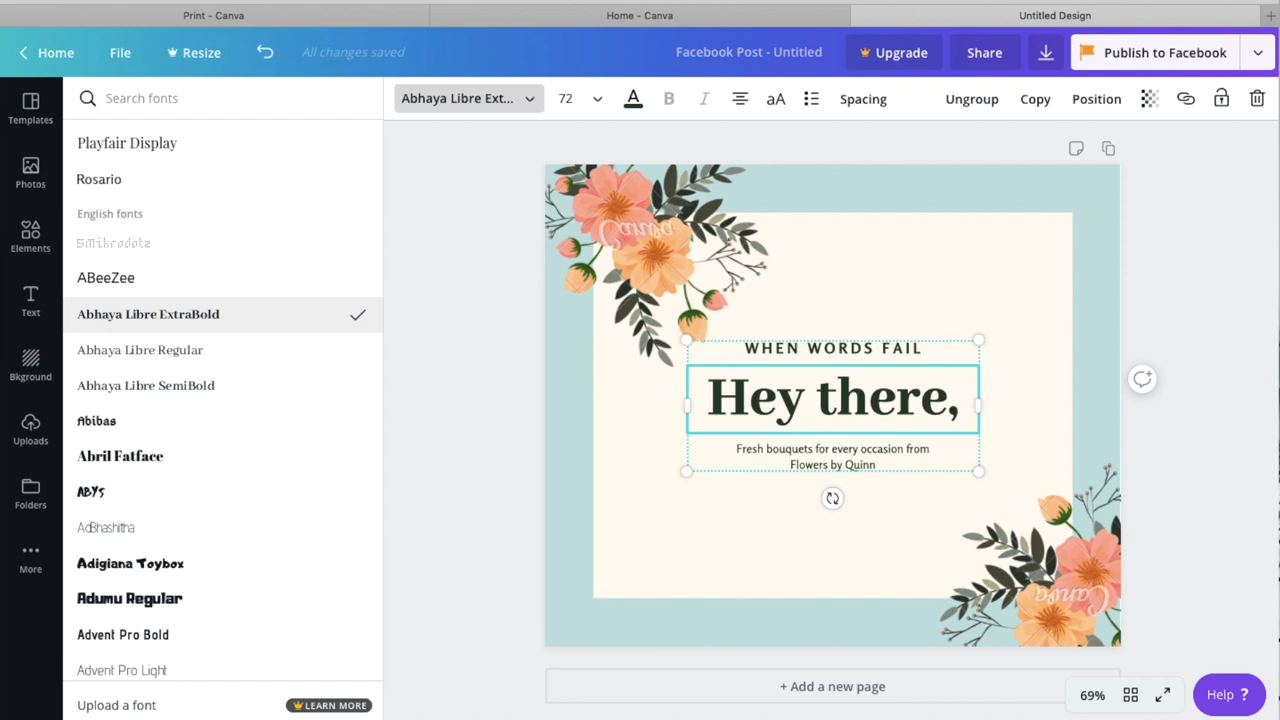 Print - Canva
Home - Canva
Untitled Design
Home
File
Resize
All changes saved
Facebook Post - Untitled
Upgrade
Share
Publish to Facebook
Templates
Photos
Elements
Text
Bkground
Uploads
Folders
More
Search fonts
Playfair Display
Rosario
English fonts
5Mikrodotz
ABeeZee
Abhaya Libre ExtraBold
Abhaya Libre Regular
Abhaya Libre SemiBold
Abibas
Abril Fatface
ABYS
AdBhashitha
Adigiana Toybox
Adumu Regular
Advent Pro Bold
Advent Pro Light
Upload a font
LEARN MORE
Abhaya Libre Ext...
72
A
B
I
aA
Spacing
Ungroup
Copy
Position
Canva
WHEN WORDS FAIL
Hey there,
Fresh bouquets for every occasion from
Flowers by Quinn
Canva
+ Add a new page
69%
Help ?